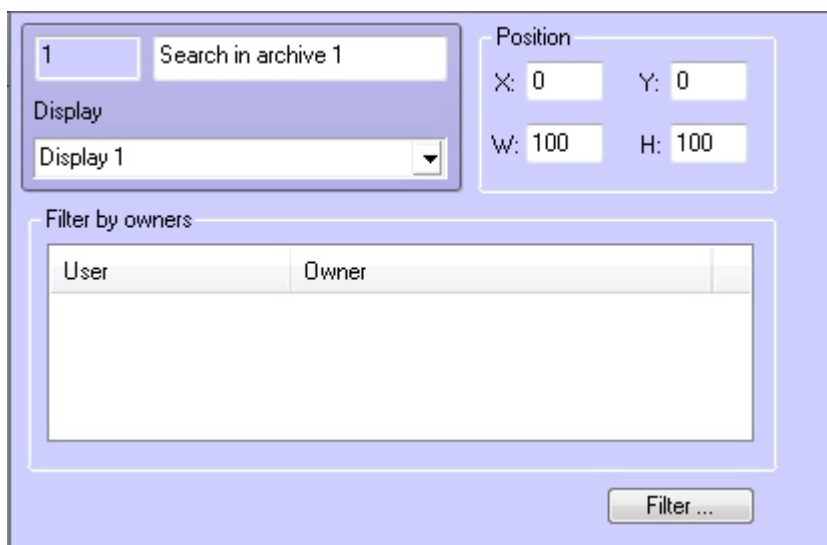 1 Search in archive 1
Display
Display 1
Position
X: 0 Y: 0
W: 100 H: 100
Filter by owners
User Owner
Filter ...